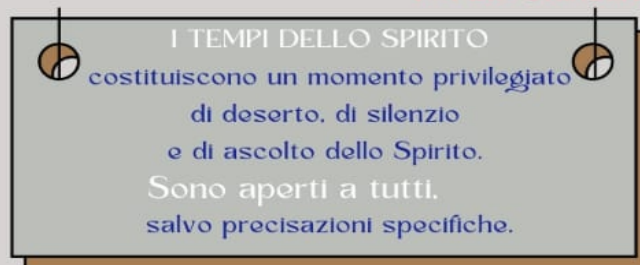 I TEMPI DELLO SPIRITO
costituiscono un momento privilegiato
di deserto, di silenzio
e di ascolto dello Spirito.
Sono aperti a tutti,
salvo precisazioni specifiche.